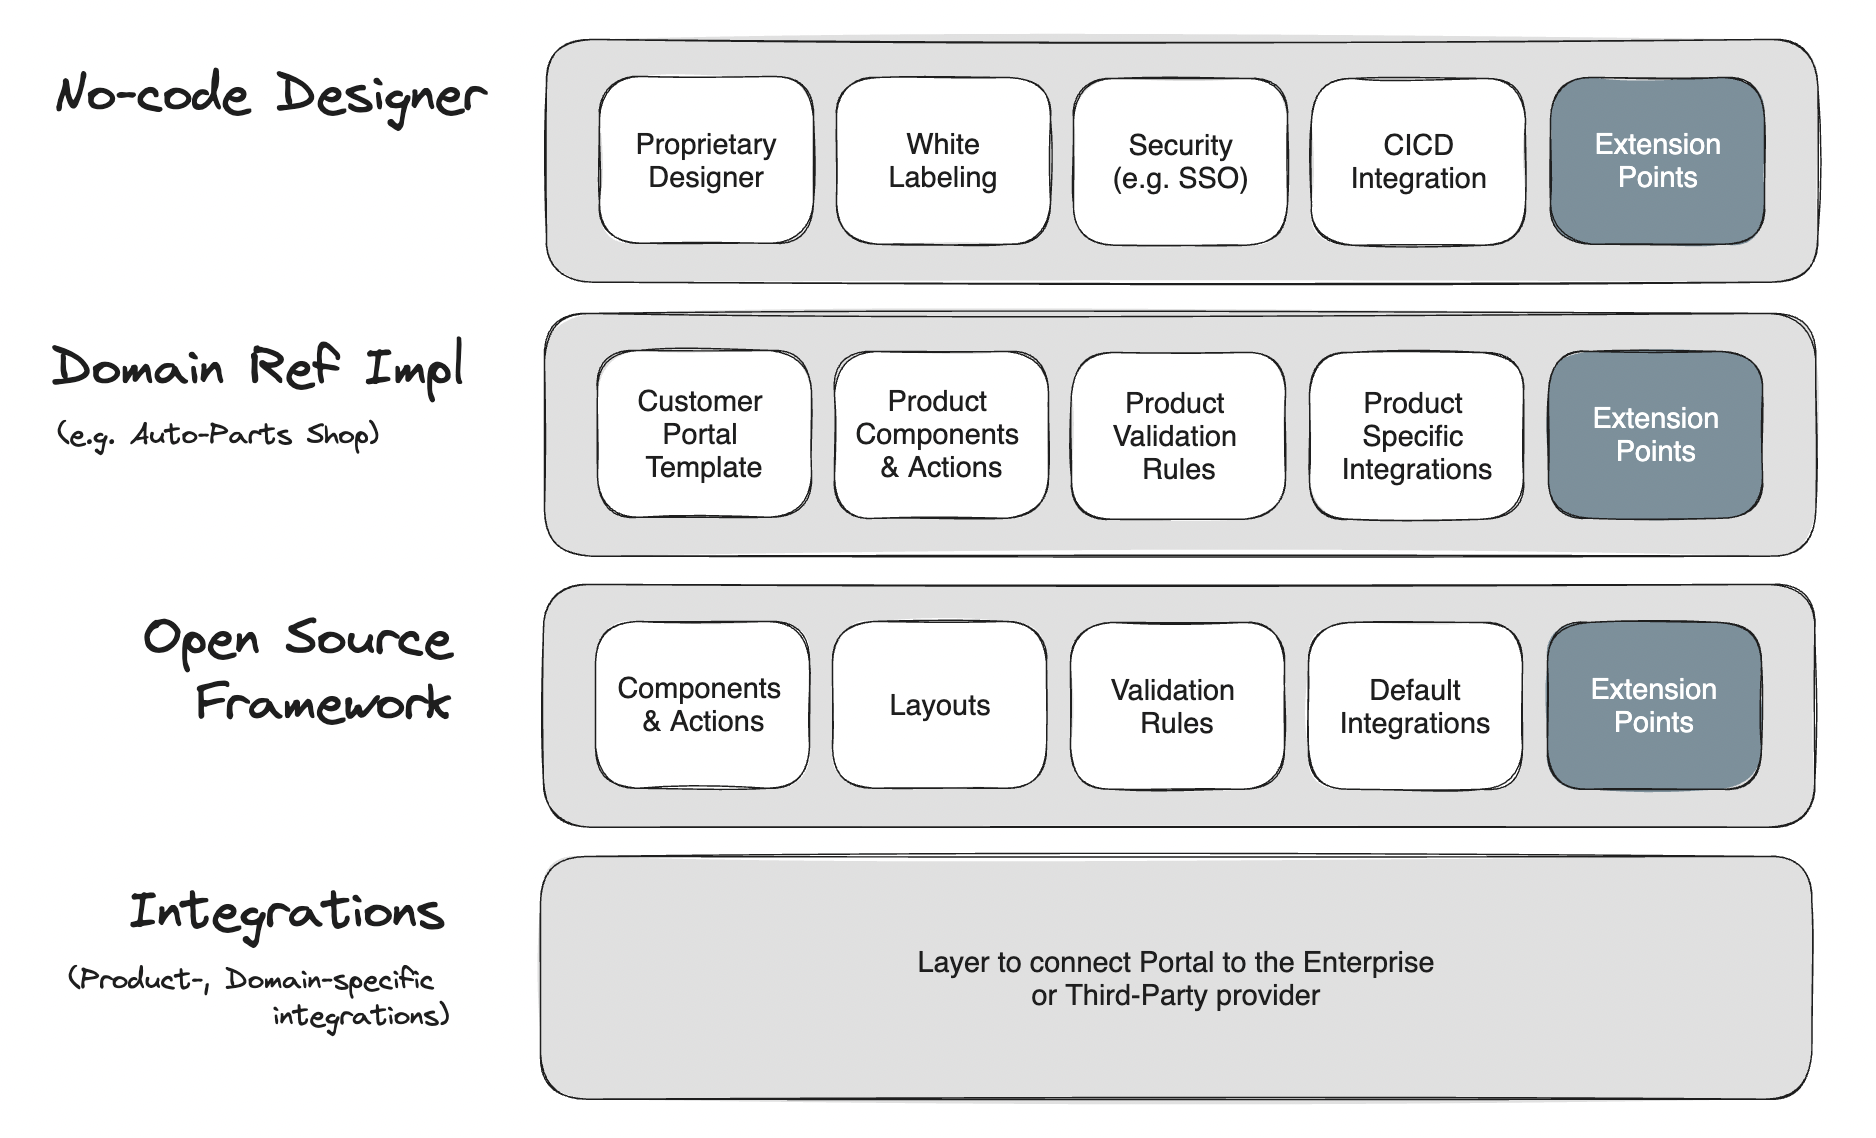 No-code Designer
Proprietary
Designer
White
Labeling
Security
(e.g. SSO)
CICD
Integration
Extension
Points
Domain Ref Impl
(e.g. Auto-Parts Shop)
Customer
Portal
Template
Product
Components
& Actions
Product
Validation
Rules
Product
Specific
Integrations
Extension
Points
Open Source
Framework
Components
& Actions
Layouts
Validation
Rules
Default
Integrations
Extension
Points
Integrations
(Product-, Domain-specific
integrations)
Layer to connect Portal to the Enterprise
or Third-Party provider